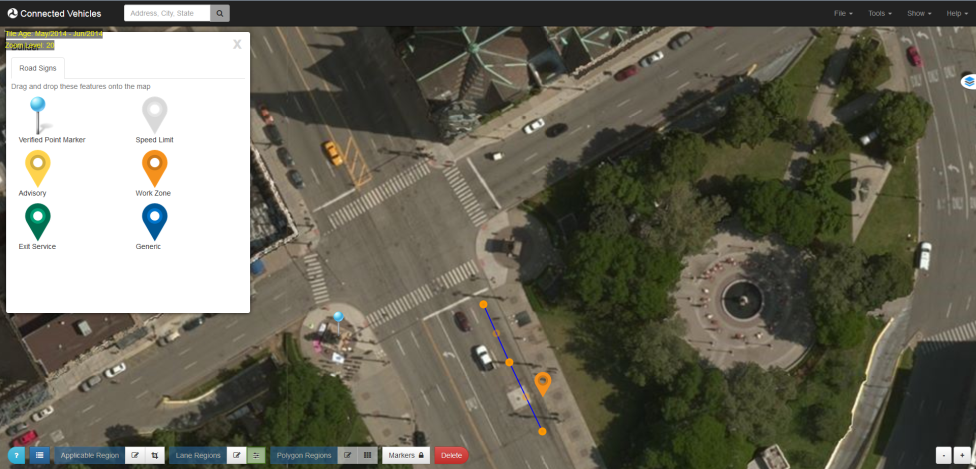 Connected Vehicles
Address, City, State
File
Tools
Show
Help
Tile Age: May/2014 - Jun/2014
Zoom Level: 20
X
Road Signs
Drag and drop these features onto the map
Verified Point Marker
Speed Limit
Advisory
Work Zone
Exit Service
Generic
?
Applicable Region
Lane Regions
Polygon Regions
Markers
Delete
-
+